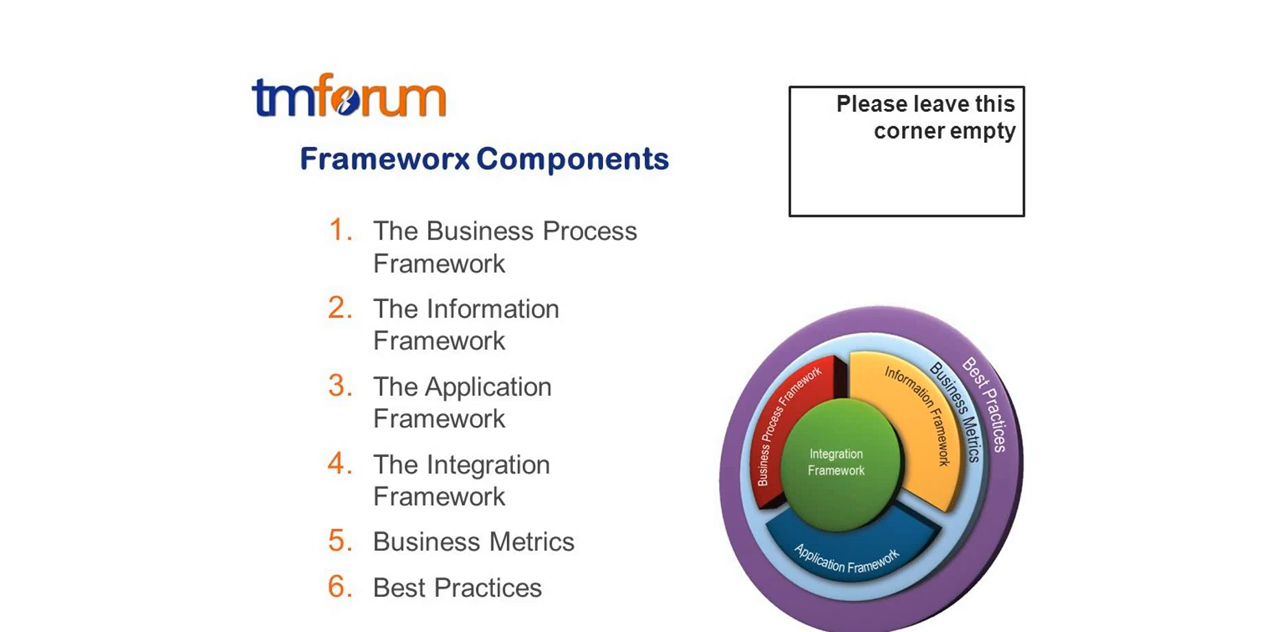 tmforum
Please leave this
corner empty
Frameworx Components
1. The Business Process
Framework
2. The Information
Framework
3. The Application
Framework
4. The Integration
Framework
5. Business Metrics
6. Best Practices
Best Practices
Business Metrics
Business Process Framework
Information Framework
Integration
Framework
Application Framework